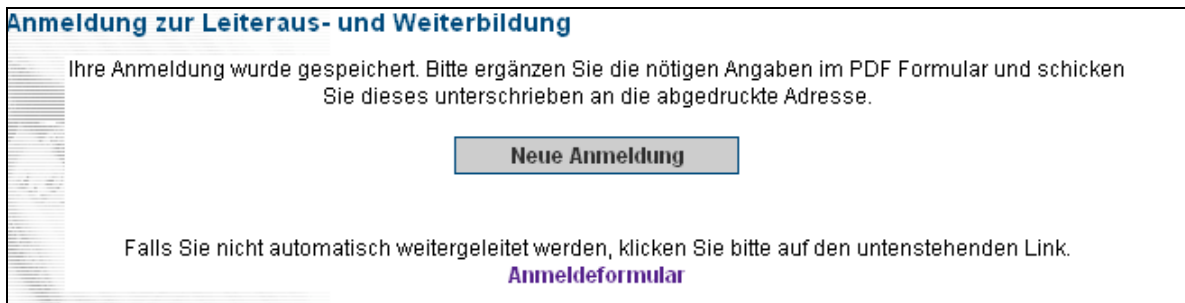 Anmeldung zur Leiteraus- und Weiterbildung
Ihre Anmeldung wurde gespeichert. Bitte ergänzen Sie die nötigen Angaben im PDF Formular und schicken
Sie dieses unterschrieben an die abgedruckte Adresse.
Neue Anmeldung
Falls Sie nicht automatisch weitergeleitet werden, klicken Sie bitte auf den untenstehenden Link.
Anmeldeformular